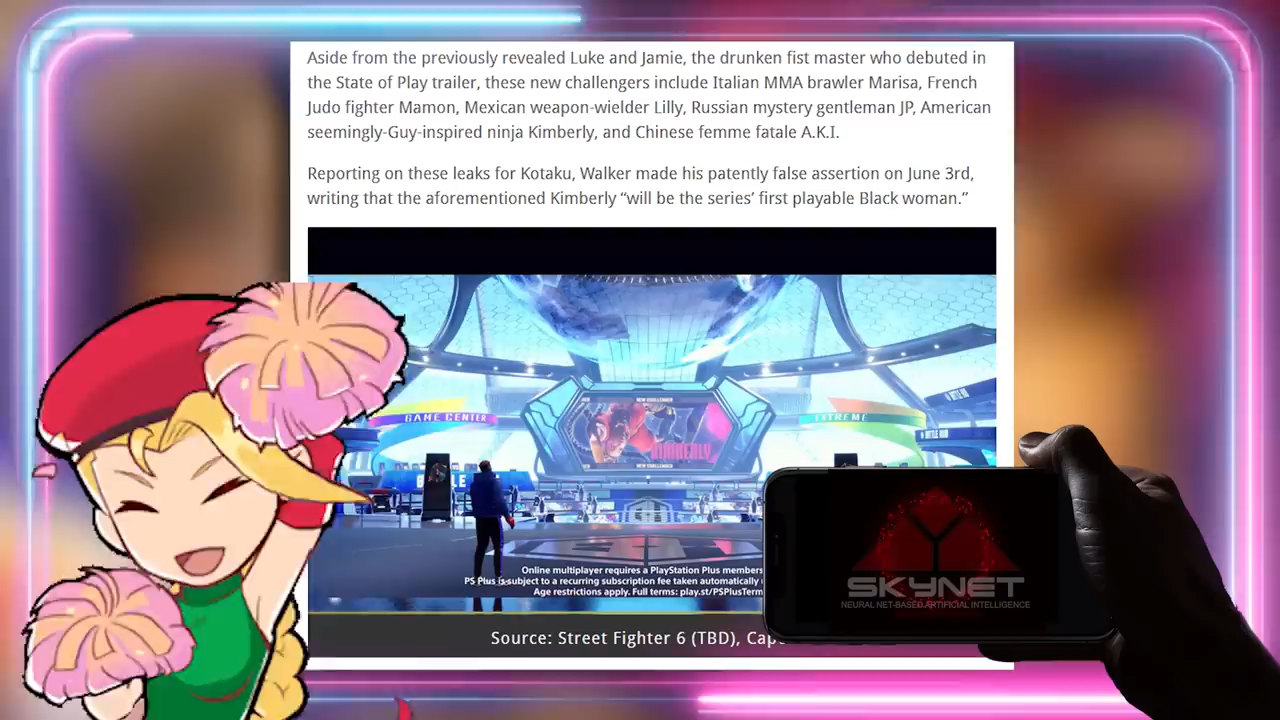 Aside from the previously revealed Luke and Jamie, the drunken fist master who debuted in
the State of Play trailer, these new challengers include Italian MMA brawler Marisa, French
Judo fighter Mamon, Mexican weapon-wielder Lilly, Russian mystery gentleman JP, American
seemingly-Guy-inspired ninja Kimberly, and Chinese femme fatale A.K.I.
Reporting on these leaks for Kotaku, Walker made his patently false assertion on June 3rd,
writing that the aforementioned Kimberly “will be the series’ first playable Black woman.”
NEW CHALLENGER
GAME CENTER
EXTREME
KIMBERLY
NEW CHALLENGER
BATTLE HUB
Online multiplayer requires a PlayStation Plus members
PS Plus is subject to a recurring subscription fee taken automatically
Age restrictions apply. Full terms: play.st/PSPlusTerm
SKYNET
NEURAL NET-BASED ARTIFICIAL INTELLIGENCE
Source: Street Fighter 6 (TBD), Cap